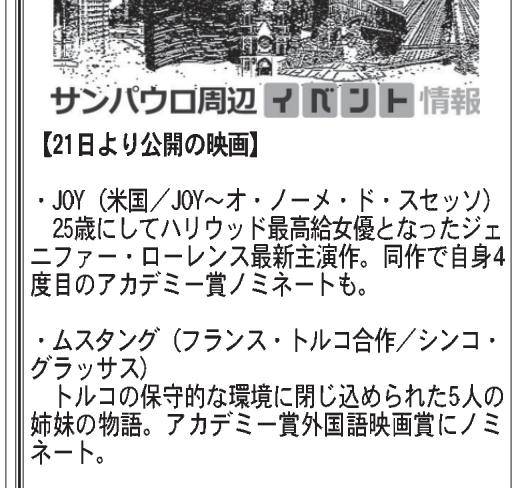 サンパウロ周辺イベント情報
【21日より公開の映画】
・JOY（米国／JOY～オ・ノーメ・ド・スセッソ）
25歳にしてハリウッド最高給女優となったジェ
ニファー・ローレンス最新主演作。同作で自身4
度目のアカデミー賞ノミネートも。
・ムスタング（フランス・トルコ合作／シンコ・
グラッサス）
トルコの保守的な環境に閉じ込められた5人の
姉妹の物語。アカデミー賞外国語映画賞にノミ
ネート。